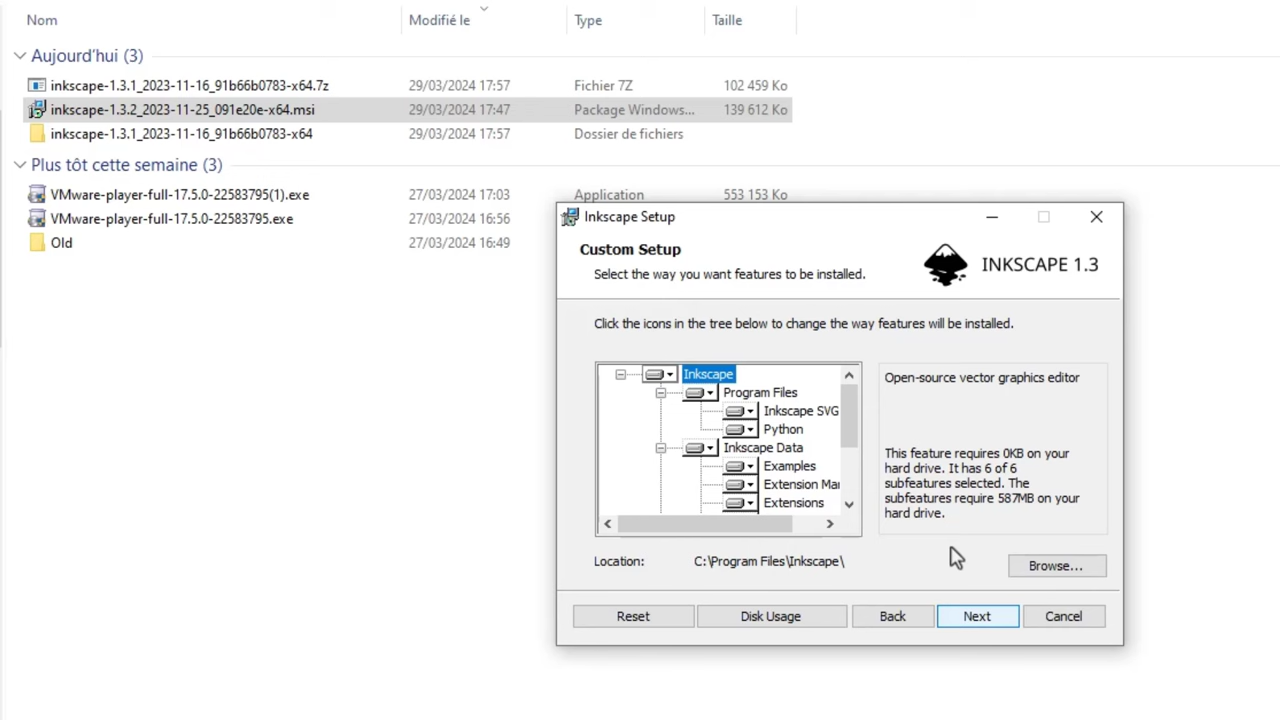 Nom Modifié le Type Taille
Aujourd'hui (3)
inkscape-1.3.1_2023-11-16_91b66b0783-x64.7z 29/03/2024 17:57 Fichier 7Z 102 459 Ko
inkscape-1.3.2_2023-11-25_091e20e-x64.msi 29/03/2024 17:47 Package Windows... 139 612 Ko
inkscape-1.3.1_2023-11-16_91b66b0783-x64 29/03/2024 17:57 Dossier de fichiers
Plus tôt cette semaine (3)
VMware-player-full-17.5.0-22583795(1).exe 27/03/2024 17:03 Application 553 153 Ko
VMware-player-full-17.5.0-22583795.exe 27/03/2024 16:56
Old 27/03/2024 16:49
Inkscape Setup
Custom Setup
Select the way you want features to be installed.
INKSCAPE 1.3
Click the icons in the tree below to change the way features will be installed.
Inkscape
Program Files
Inkscape SVG
Python
Inkscape Data
Examples
Extension Mar
Extensions
Open-source vector graphics editor
This feature requires 0KB on your
hard drive. It has 6 of 6
subfeatures selected. The
subfeatures require 587MB on your
hard drive.
Location: C:\Program Files\Inkscape\
Browse...
Reset Disk Usage Back Next Cancel